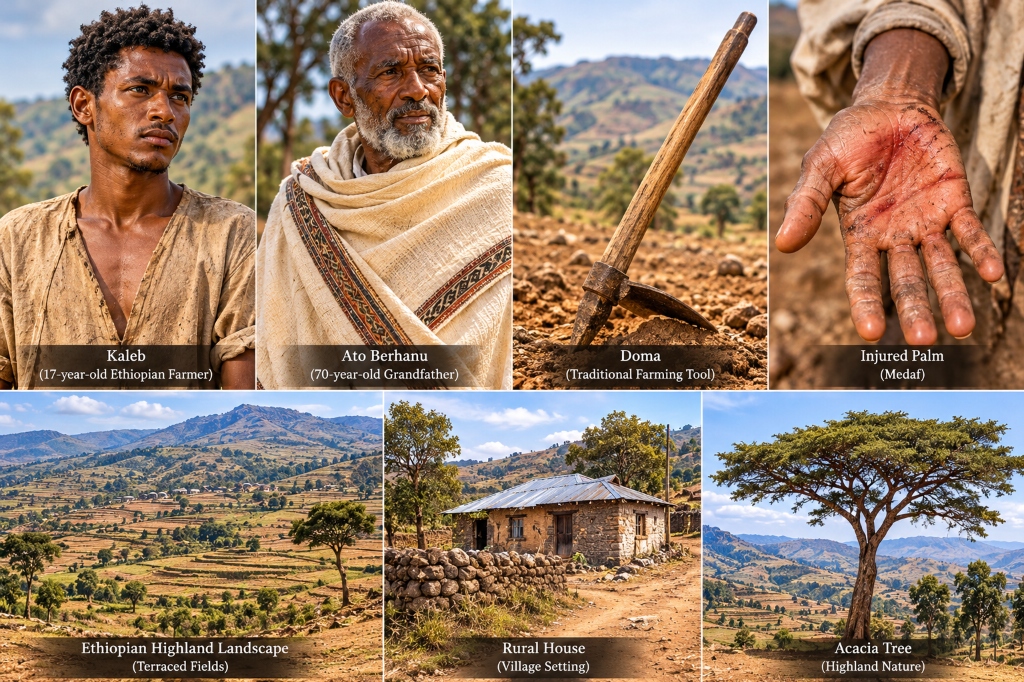 Kaleb
(17-year-old Ethiopian Farmer)
Ato Berhanu
(70-year-old Grandfather)
Doma
(Traditional Farming Tool)
Injured Palm
(Medaf)
Ethiopian Highland Landscape
(Terraced Fields)
Rural House
(Village Setting)
Acacia Tree
(Highland Nature)